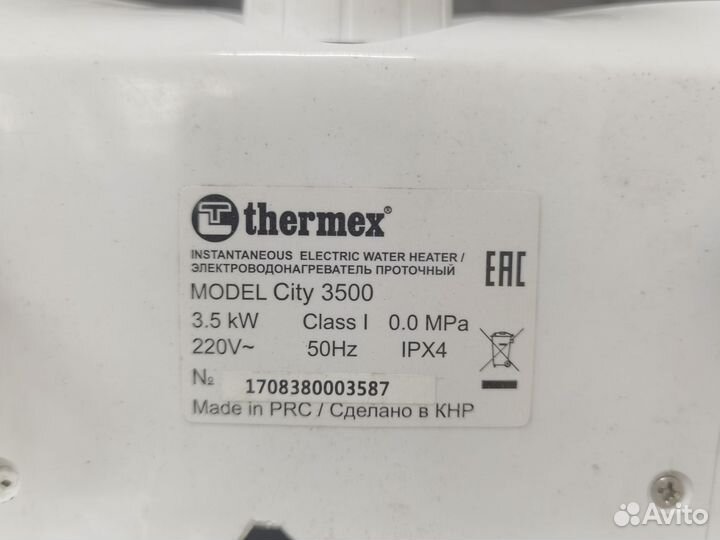 thermex®
INSTANTANEOUS ELECTRIC WATER HEATER /
ЭЛЕКТРОВОДОНАГРЕВАТЕЛЬ ПРОТОЧНЫЙ
EAC
MODEL City 3500
3.5 kW Class I 0.0 MPa
220V~ 50Hz IPX4
№ 1708380003587
Made in PRC / Сделано в КНР
Avito